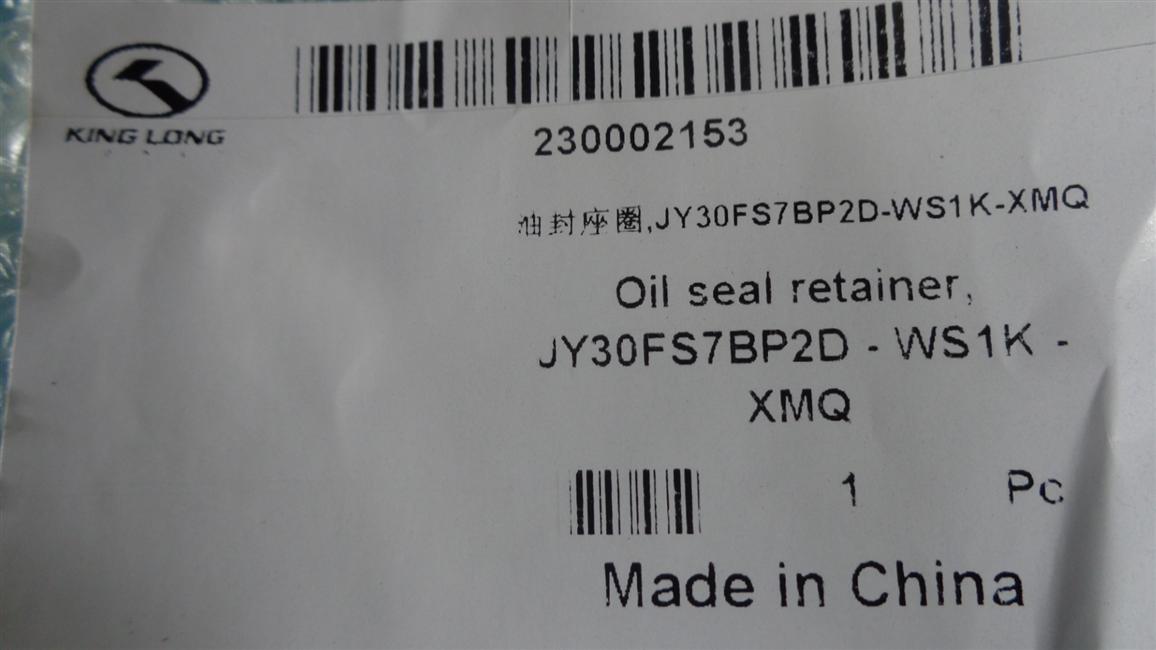 KING LONG
230002153
油封座圈,JY30FS7BP2D-WS1K-XMQ
Oil seal retainer,
JY30FS7BP2D - WS1K -
XMQ
1 Pc
Made in China